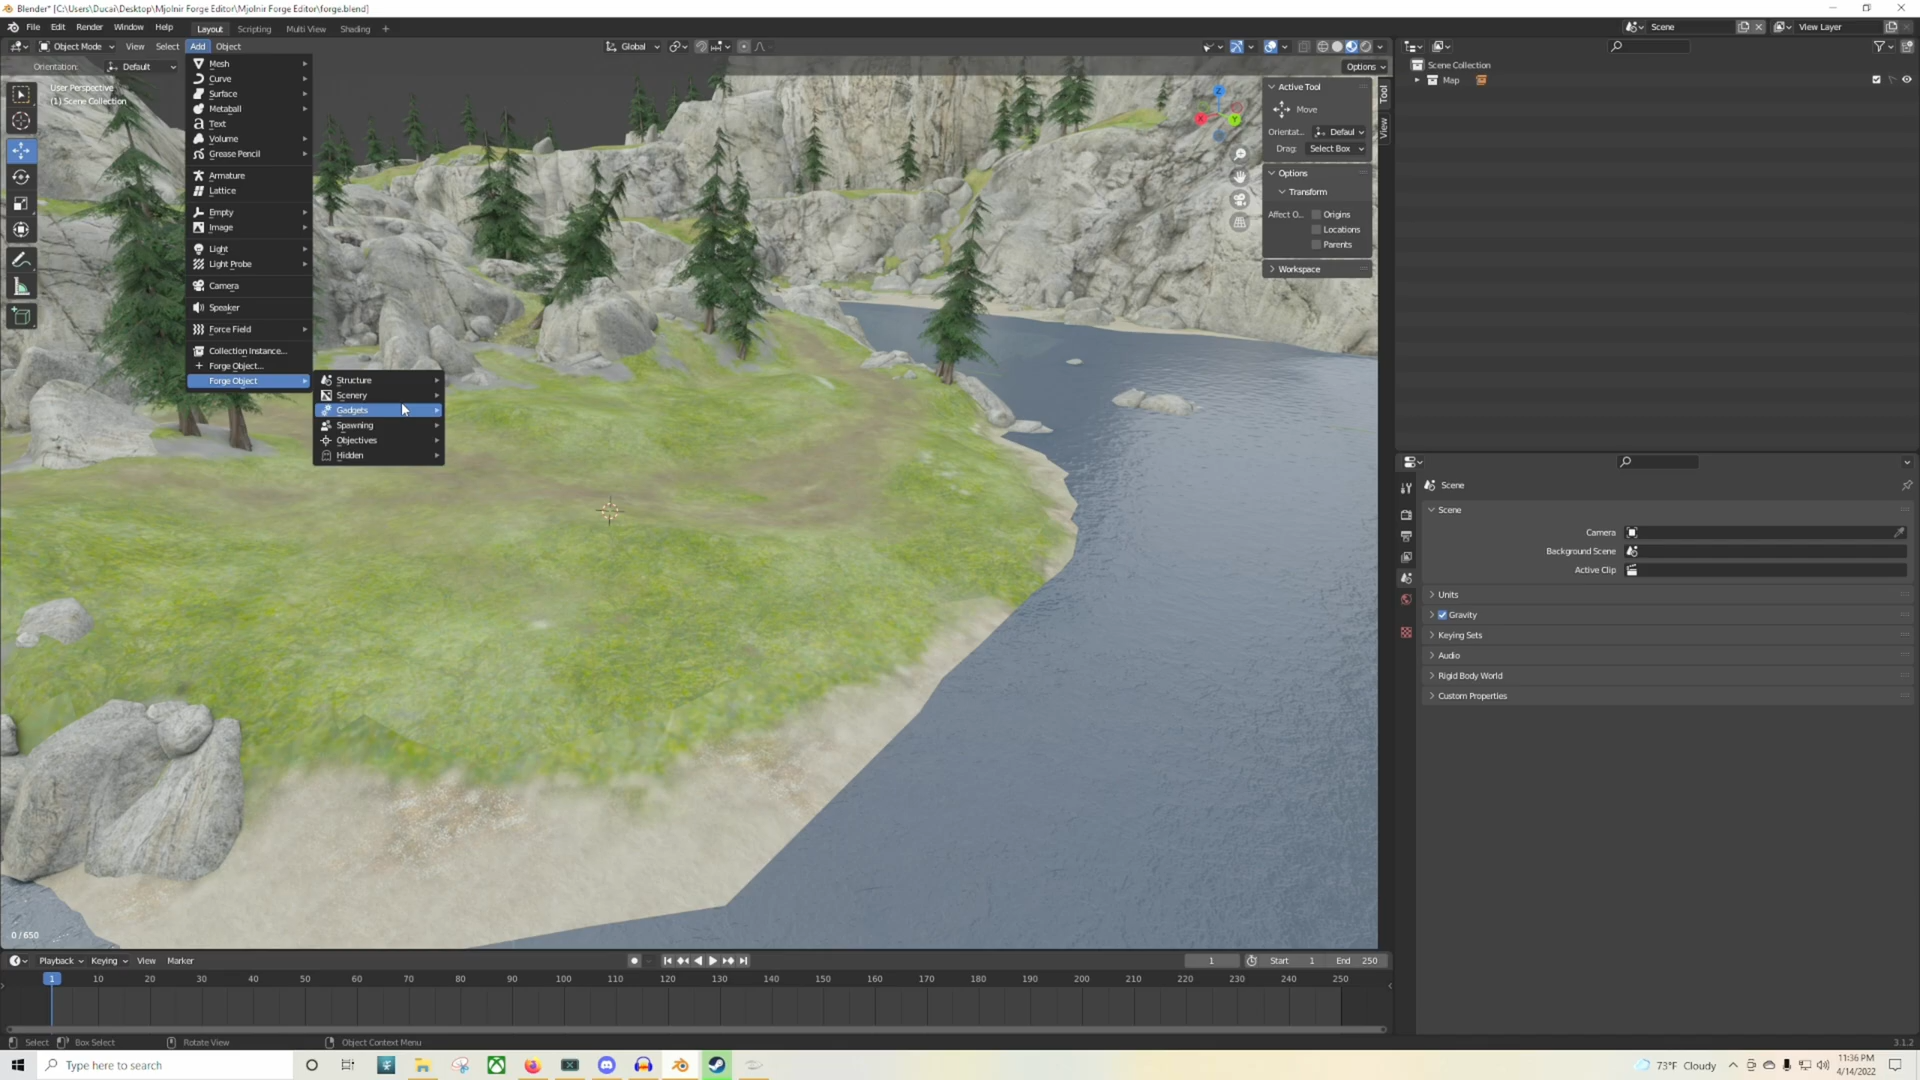 Blender* [C:\Users\Ducai\Desktop\Mjolnir Forge Editor\Mjolnir Forge Editor\forge.blend]
File Edit Render Window Help Layout Scripting Multi View Shading + Scene View Layer
Object Mode View Select Add Object Global Options
Orientation: Default
User Perspective
(1) Scene Collection
Mesh
Curve
Surface
Metaball
Text
Volume
Grease Pencil
Armature
Lattice
Empty
Image
Light
Light Probe
Camera
Speaker
Force Field
Collection Instance...
Forge Object...
Forge Object
Structure
Scenery
Gadgets
Spawning
Objectives
Hidden
Z
X
Y
Active Tool
Move
Orientat... Defaul
Drag: Select Box
Options
Transform
Affect O... Origins
Locations
Parents
Workspace
Tool
View
Scene Collection
Map
Scene
Scene
Camera
Background Scene
Active Clip
Units
Gravity
Keying Sets
Audio
Rigid Body World
Custom Properties
0 / 650
Playback Keying View Marker 1 Start 1 End 250
1 10 20 30 40 50 60 70 80 90 100 110 120 130 140 150 160 170 180 190 200 210 220 230 240 250
Select Box Select Rotate View Object Context Menu 3.1.2
Type here to search 73°F Cloudy 11:36 PM
4/14/2022